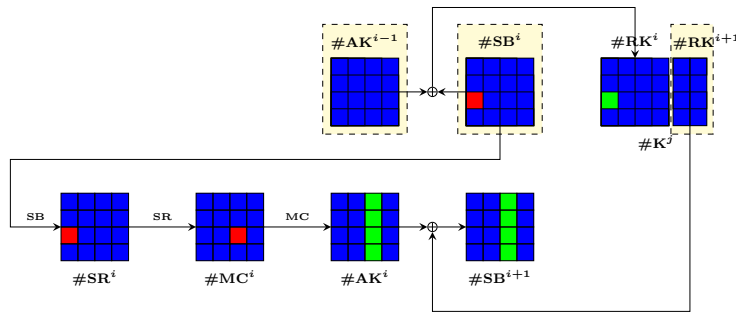 #AK^{i−1} #SB^i #RK^i #RK^{i+1}
#K^j
SB SR MC
#SR^i #MC^i #AK^i #SB^{i+1}